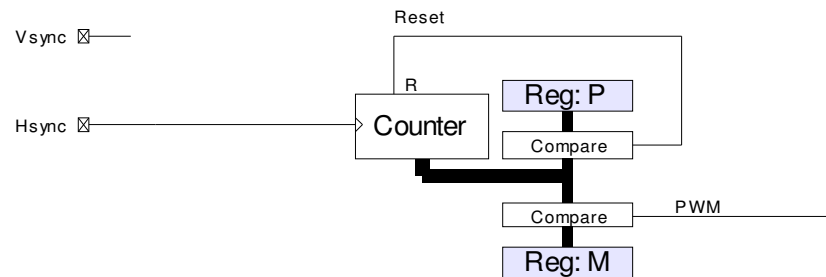 Reset
Vsync
R
Reg: P
Hsync
Counter
Compare
Compare
PWM
Reg: M